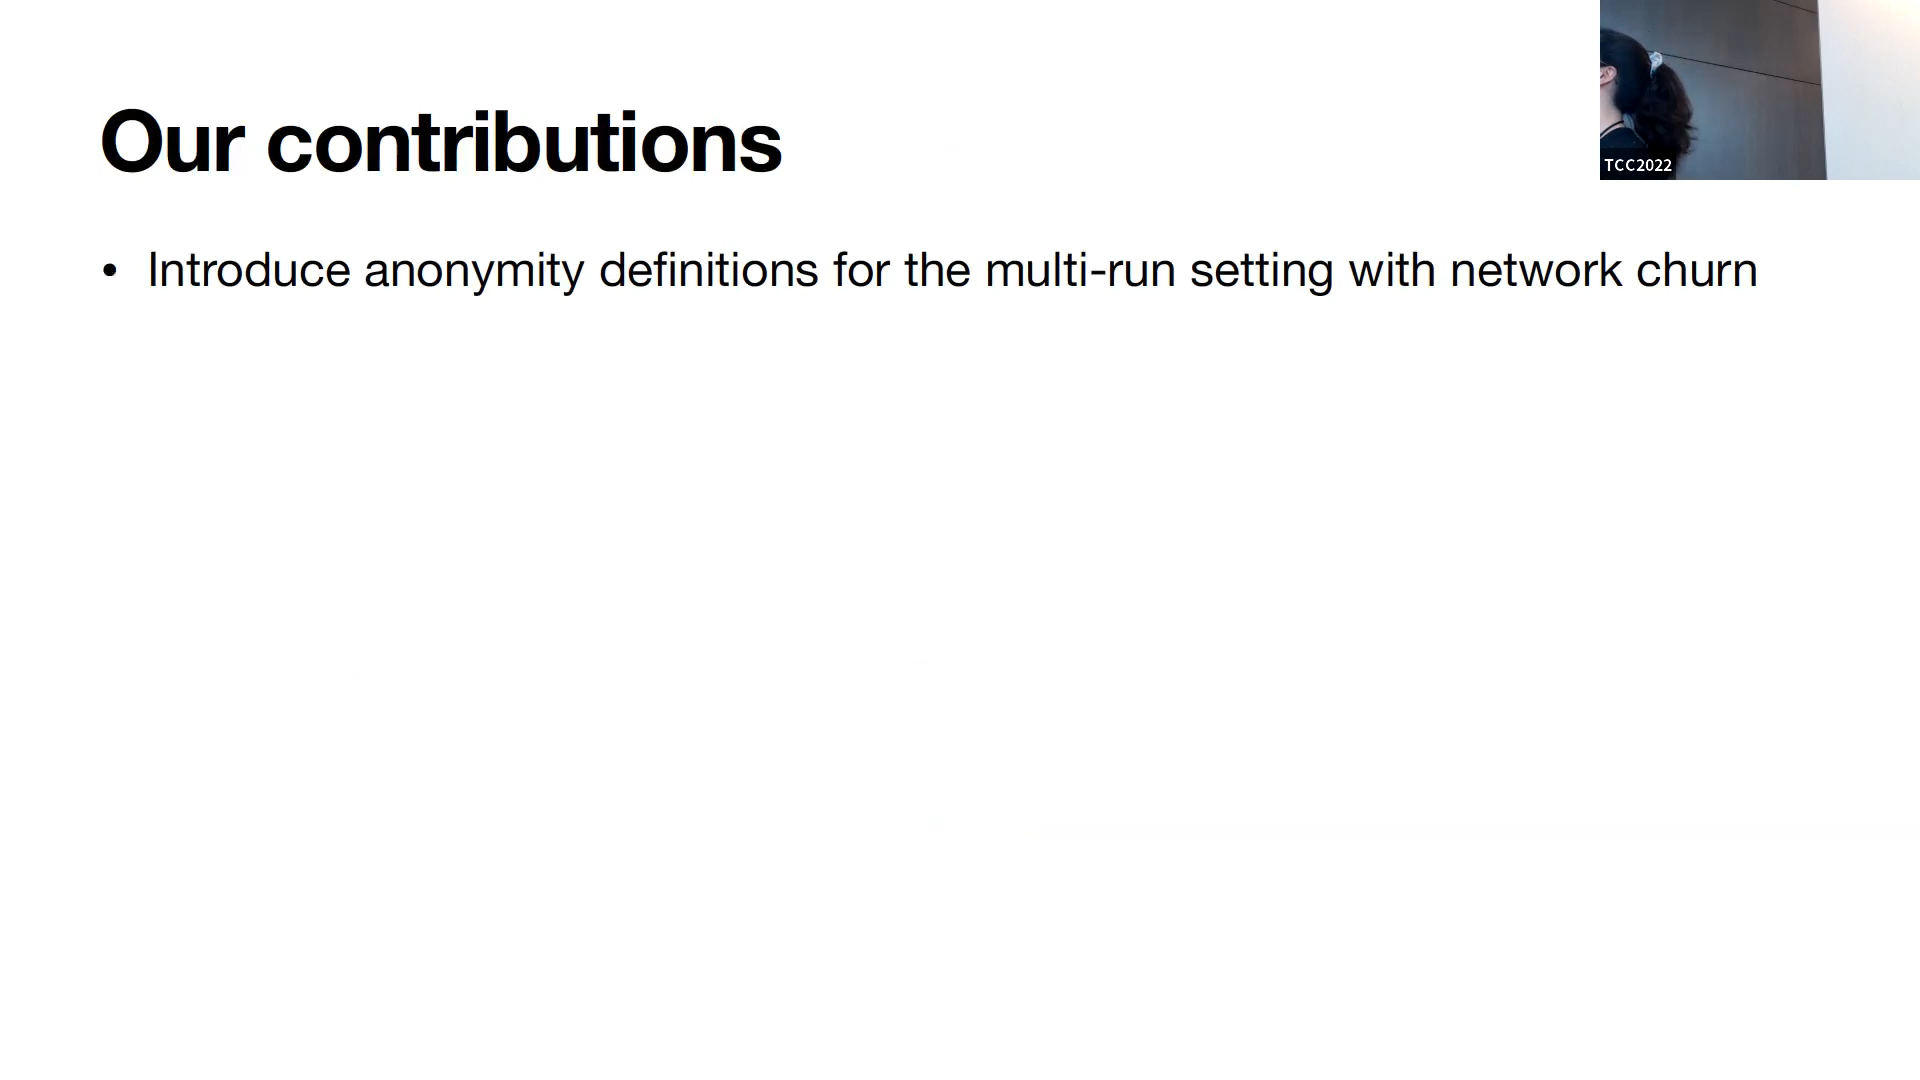 Our contributions
TCC2022
• Introduce anonymity definitions for the multi-run setting with network churn